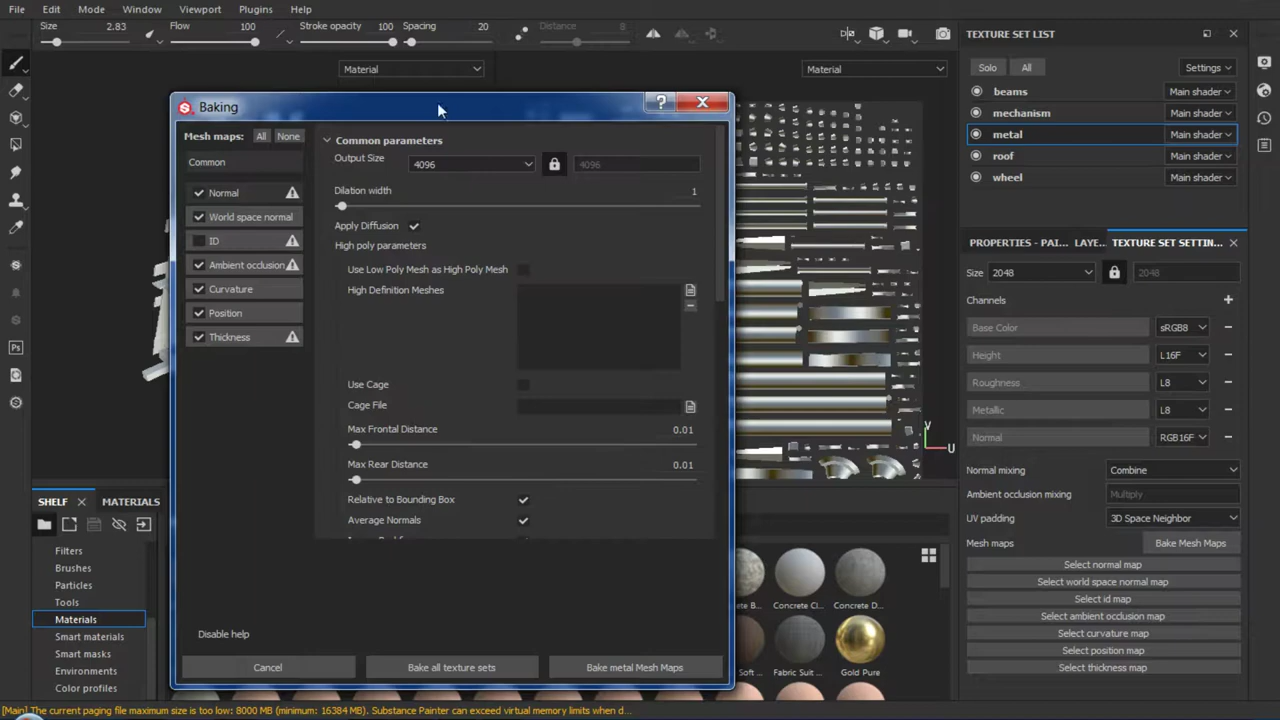 File Edit Mode Window Viewport Plugins Help
Size 2.83 Flow 100 Stroke opacity 100 Spacing 20 Distance 8
Material
Material
TEXTURE SET LIST
Solo All Settings
beams Main shader
mechanism Main shader
metal Main shader
roof Main shader
wheel Main shader
Baking
Mesh maps: All None
Common
Normal
World space normal
ID
Ambient occlusion
Curvature
Position
Thickness
Common parameters
Output Size 4096 4096
Dilation width 1
Apply Diffusion
High poly parameters
Use Low Poly Mesh as High Poly Mesh
High Definition Meshes
Use Cage
Cage File
Max Frontal Distance 0.01
Max Rear Distance 0.01
Relative to Bounding Box
Average Normals
Disable help
Cancel Bake all texture sets Bake metal Mesh Maps
V
U
PROPERTIES - PAI... LAYE... TEXTURE SET SETTIN...
Size 2048 2048
Channels
Base Color sRGB8
Height L16F
Roughness L8
Metallic L8
Normal RGB16F
Normal mixing Combine
Ambient occlusion mixing Multiply
UV padding 3D Space Neighbor
Mesh maps Bake Mesh Maps
Select normal map
Select world space normal map
Select id map
Select ambient occlusion map
Select curvature map
Select position map
Select thickness map
SHELF MATERIALS
Filters
Brushes
Particles
Tools
Materials
Smart materials
Smart masks
Environments
Color profiles
Ps
Concrete Cl... Concrete D...
Fabric Suit ... Gold Pure
[Main] The current paging file maximum size is too low: 8000 MB (minimum: 16384 MB). Substance Painter can exceed virtual memory limits when d...